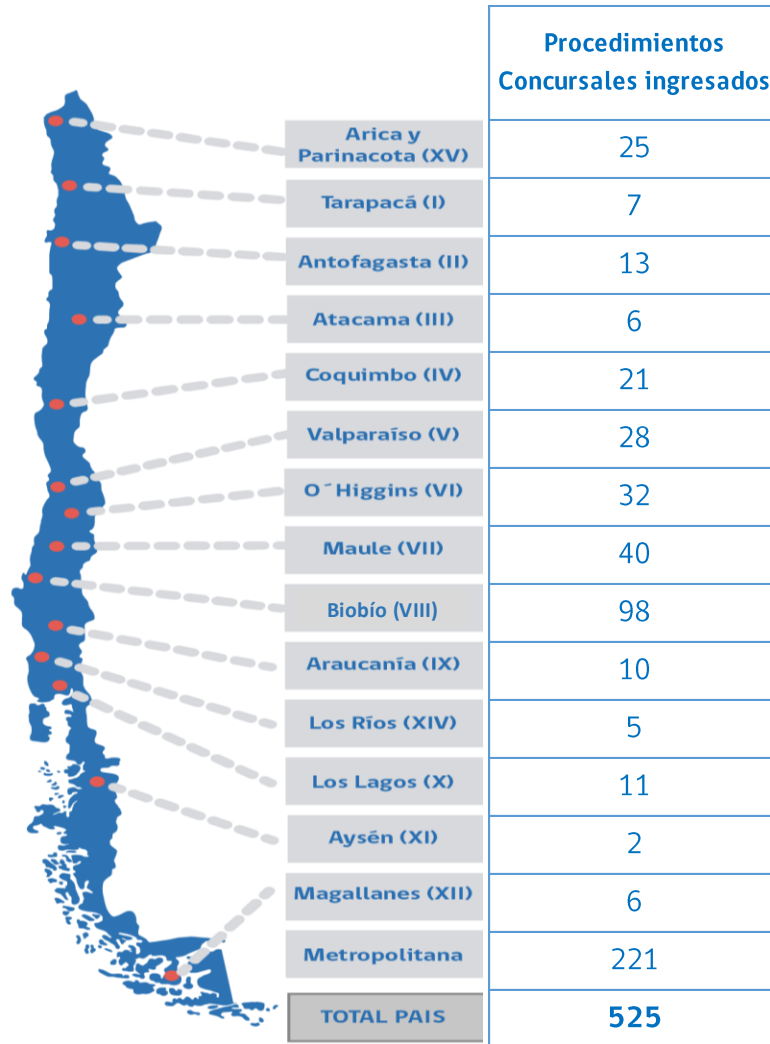 Procedimientos
Concursales ingresados
Arica y
Parinacota (XV)
25
Tarapacá (I)
7
Antofagasta (II)
13
Atacama (III)
6
Coquimbo (IV)
21
Valparaíso (V)
28
O´Higgins (VI)
32
Maule (VII)
40
Biobío (VIII)
98
Araucanía (IX)
10
Los Ríos (XIV)
5
Los Lagos (X)
11
Aysén (XI)
2
Magallanes (XII)
6
Metropolitana
221
TOTAL PAIS
525